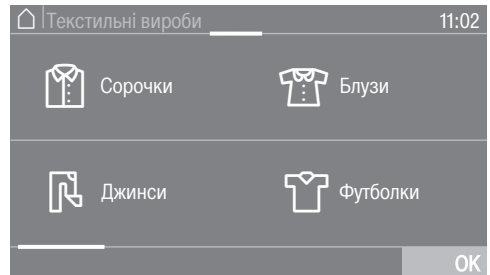 Текстильні вироби 11:02
Сорочки Блузи
Джинси Футболки
OK